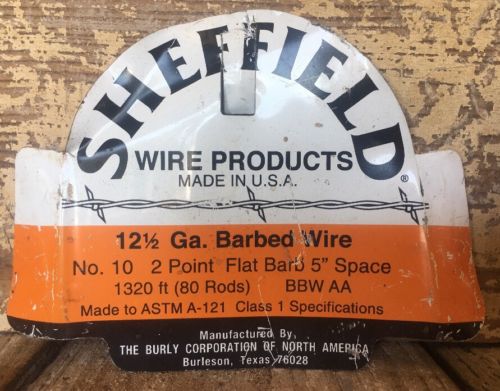 SHEFFIELD
WIRE PRODUCTS
MADE IN U.S.A.
®
12½ Ga. Barbed Wire
No. 10 2 Point Flat Barb 5" Space
1320 ft (80 Rods) BBW AA
Made to ASTM A-121 Class 1 Specifications
Manufactured By,
THE BURLY CORPORATION OF NORTH AMERICA
Burleson, Texas 76028